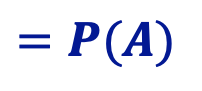 = P(A)